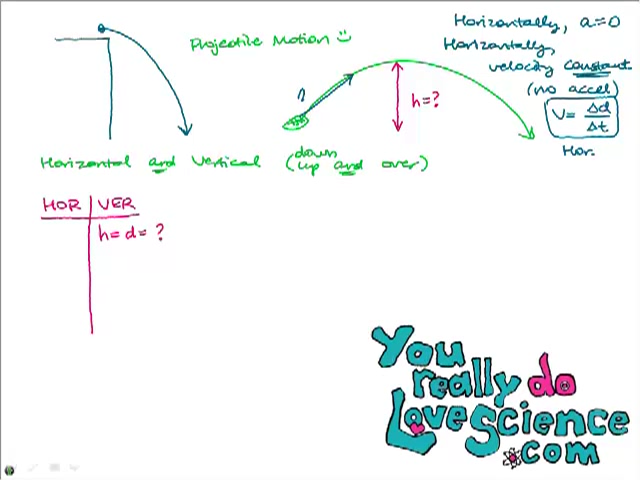 Projectile Motion
Horizontally, a=0
Horizontally,
velocity constant
(no accel)
V= Δd
Δt
Hor.
h=?
Horizontal and Vertical (down
up and over)
HOR VER
h= d= ?
You
really do
Love Science
.com